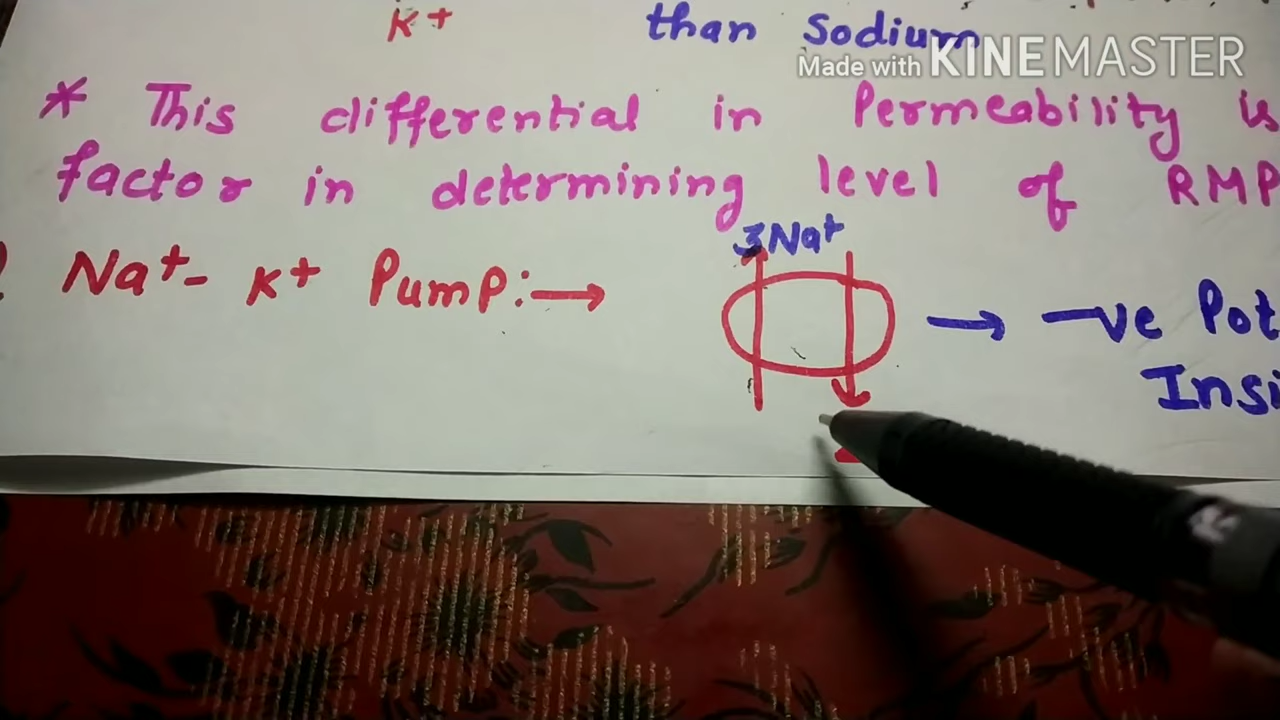 K+ than Sodium
Made with KINEMASTER
* This differential in Permeability is
factor in determining level of RMP
3Na+
Na+- K+ Pump:→ → -ve Pot
Insi